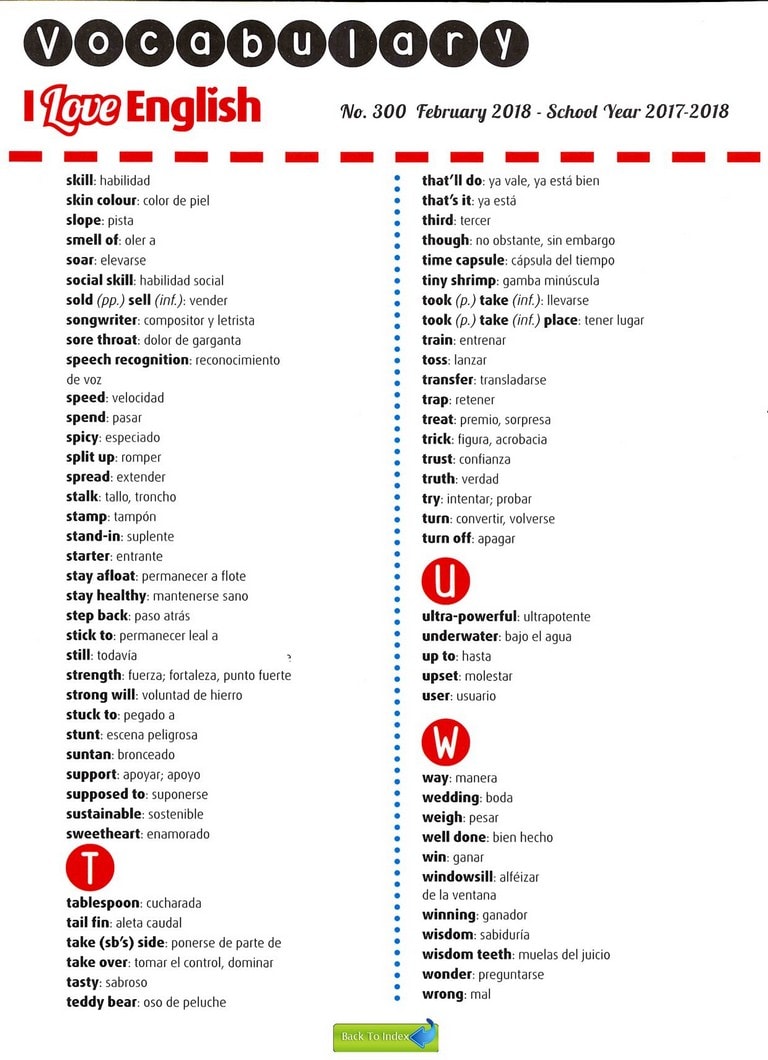 Vocabulary
I Love English
No. 300 February 2018 - School Year 2017-2018
skill: habilidad
skin colour: color de piel
slope: pista
smell of: oler a
soar: elevarse
social skill: habilidad social
sold (pp.) sell (inf.): vender
songwriter: compositor y letrista
sore throat: dolor de garganta
speech recognition: reconocimiento
de voz
speed: velocidad
spend: pasar
spicy: especiado
split up: romper
spread: extender
stalk: tallo, troncho
stamp: tampón
stand-in: suplente
starter: entrante
stay afloat: permanecer a flote
stay healthy: mantenerse sano
step back: paso atrás
stick to: permanecer leal a
still: todavía
strength: fuerza; fortaleza, punto fuerte
strong will: voluntad de hierro
stuck to: pegado a
stunt: escena peligrosa
suntan: bronceado
support: apoyar; apoyo
supposed to: suponerse
sustainable: sostenible
sweetheart: enamorado
T
tablespoon: cucharada
tail fin: aleta caudal
take (sb's) side: ponerse de parte de
take over: tomar el control, dominar
tasty: sabroso
teddy bear: oso de peluche
that'll do: ya vale, ya está bien
that's it: ya está
third: tercer
though: no obstante, sin embargo
time capsule: cápsula del tiempo
tiny shrimp: gamba minúscula
took (p.) take (inf.): llevarse
took (p.) take (inf.) place: tener lugar
train: entrenar
toss: lanzar
transfer: transladarse
trap: retener
treat: premio, sorpresa
trick: figura, acrobacia
trust: confianza
truth: verdad
try: intentar; probar
turn: convertir, volverse
turn off: apagar
U
ultra-powerful: ultrapotente
underwater: bajo el agua
up to: hasta
upset: molestar
user: usuario
W
way: manera
wedding: boda
weigh: pesar
well done: bien hecho
win: ganar
windowsill: alféizar
de la ventana
winning: ganador
wisdom: sabiduría
wisdom teeth: muelas del juicio
wonder: preguntarse
wrong: mal
Back To Index